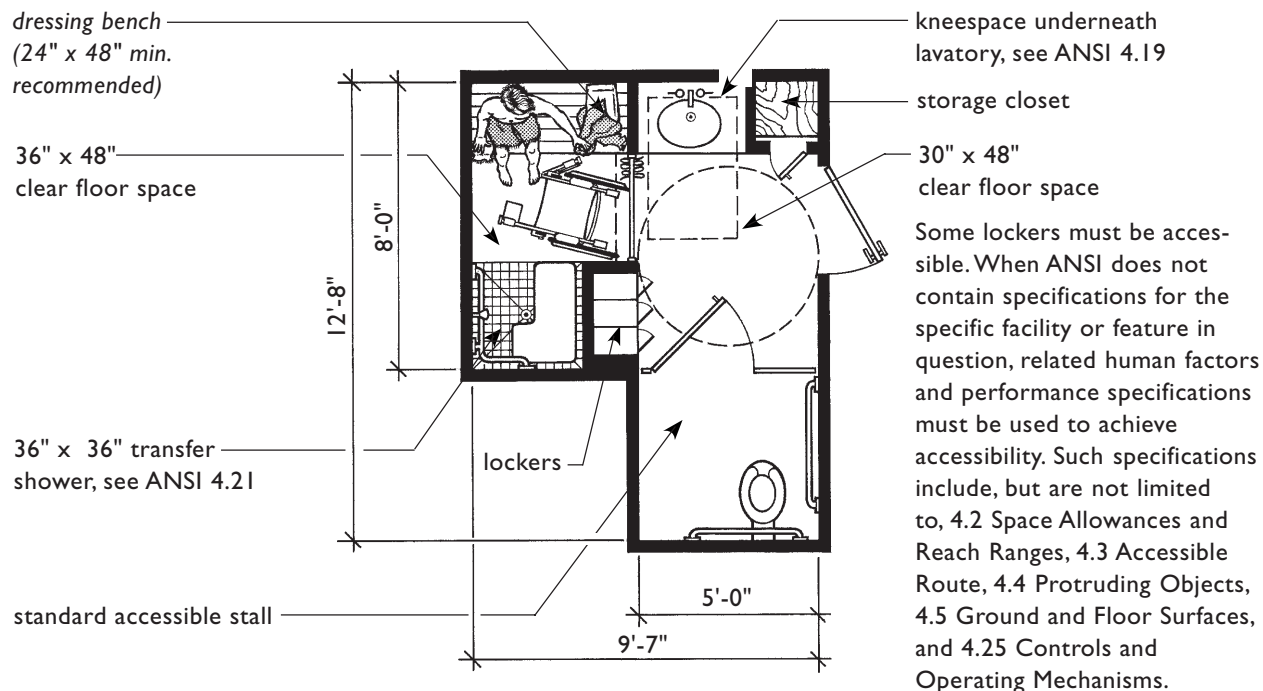 dressing bench
(24" x 48" min.
recommended)
36" x 48"
clear floor space
12'-8"
8'-0"
36" x 36" transfer
shower, see ANSI 4.21
lockers
standard accessible stall
5'-0"
9'-7"
kneespace underneath
lavatory, see ANSI 4.19
storage closet
30" x 48"
clear floor space
Some lockers must be acces-
sible. When ANSI does not
contain specifications for the
specific facility or feature in
question, related human factors
and performance specifications
must be used to achieve
accessibility. Such specifications
include, but are not limited
to, 4.2 Space Allowances and
Reach Ranges, 4.3 Accessible
Route, 4.4 Protruding Objects,
4.5 Ground and Floor Surfaces,
and 4.25 Controls and
Operating Mechanisms.